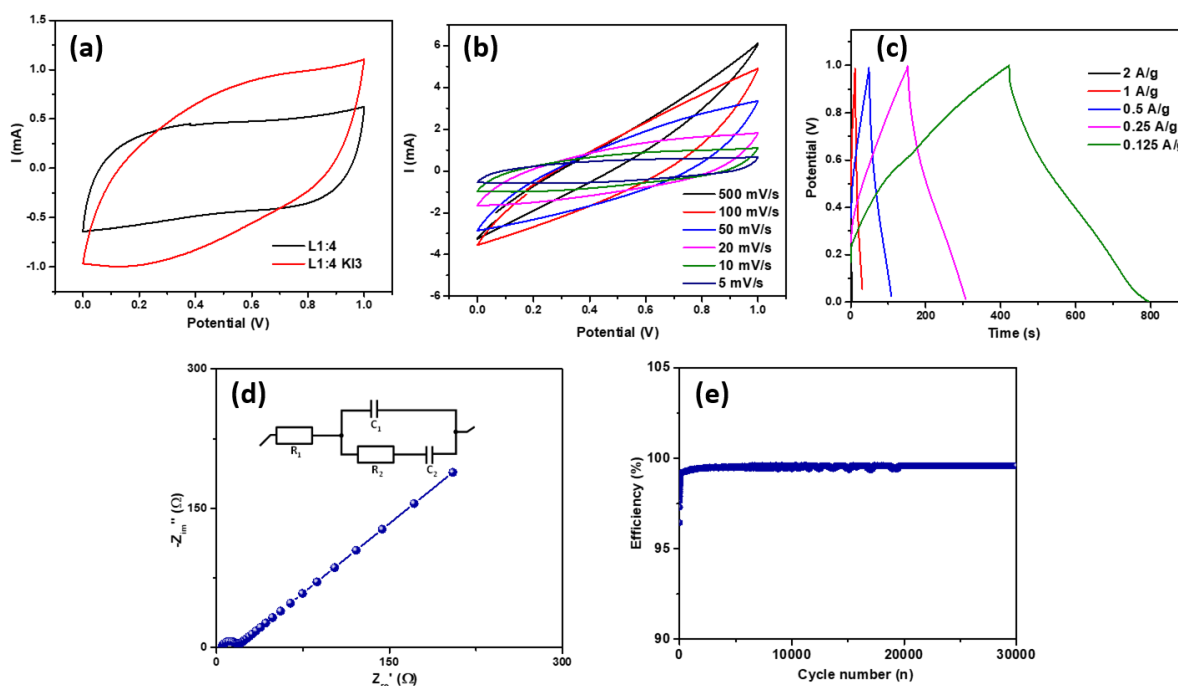 (a)
I (mA)
1.5
1.0
0.5
0.0
-0.5
-1.0
L1:4
L1:4 KI3
0.0 0.2 0.4 0.6 0.8 1.0
Potential (V)
(b)
I (mA)
6
4
2
0
-2
-4
-6
500 mV/s
100 mV/s
50 mV/s
20 mV/s
10 mV/s
5 mV/s
0.0 0.2 0.4 0.6 0.8 1.0
Potential (V)
(c)
Potential (V)
1.0
0.8
0.6
0.4
0.2
0.0
2 A/g
1 A/g
0.5 A/g
0.25 A/g
0.125 A/g
0 200 400 600 800
Time (s)
(d)
-Zim'' (Ω)
300
150
0
R1
C1
R2
C2
0 150 300
Zre' (Ω)
(e)
Efficiency (%)
105
100
95
90
0 10000 20000 30000
Cycle number (n)